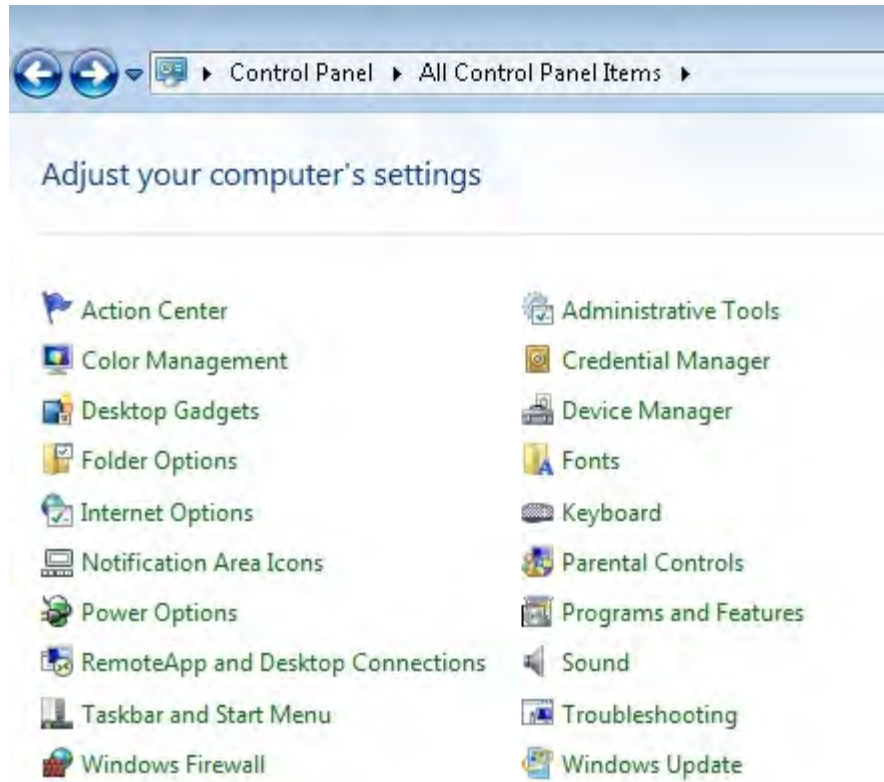 Control Panel ▸ All Control Panel Items ▸
Adjust your computer's settings
Action Center
Administrative Tools
Color Management
Credential Manager
Desktop Gadgets
Device Manager
Folder Options
Fonts
Internet Options
Keyboard
Notification Area Icons
Parental Controls
Power Options
Programs and Features
RemoteApp and Desktop Connections
Sound
Taskbar and Start Menu
Troubleshooting
Windows Firewall
Windows Update